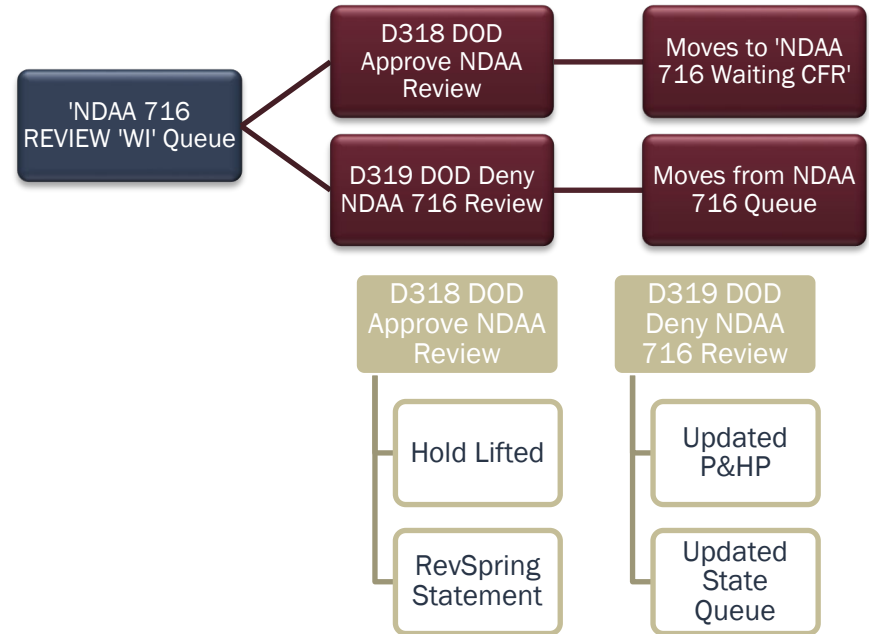 'NDAA 716
REVIEW 'WI' Queue
D318 DOD
Approve NDAA
Review
Moves to 'NDAA
716 Waiting CFR'
D319 DOD Deny
NDAA 716 Review
Moves from NDAA
716 Queue
D318 DOD
Approve NDAA
Review
Hold Lifted
RevSpring
Statement
D319 DOD
Deny NDAA
716 Review
Updated
P&HP
Updated
State
Queue